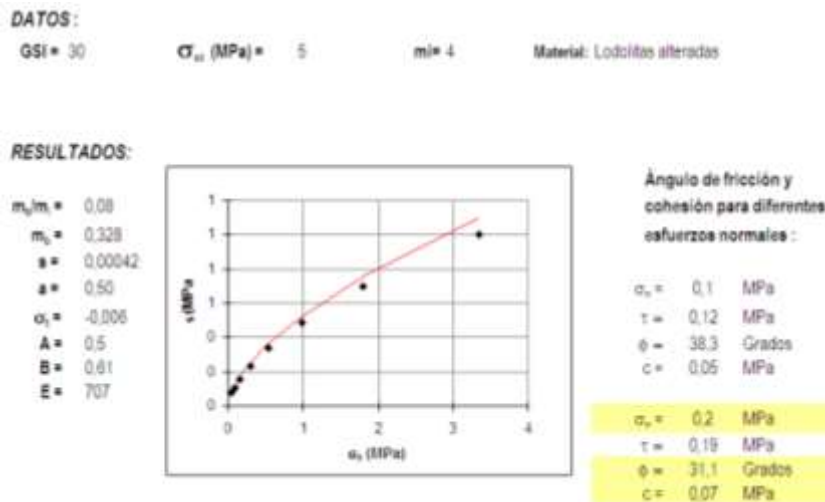 DATOS:
GSI = 30 σci (MPa) = 5 mi= 4 Material: Lodolitas alteradas
RESULTADOS:
mb/mi = 0,08
mb = 0,328
s = 0,00042
a = 0,50
σt = -0,006
A = 0,5
B = 0,61
E = 707
1
1
1
1
0
0
0
0 1 2 3 4
(MPa
σn (MPa)
Ángulo de fricción y
cohesión para diferentes
esfuerzos normales :
σn = 0,1 MPa
τ = 0,12 MPa
ϕ = 38,3 Grados
c = 0,05 MPa
σn = 0,2 MPa
τ = 0,19 MPa
ϕ = 31,1 Grados
c = 0,07 MPa